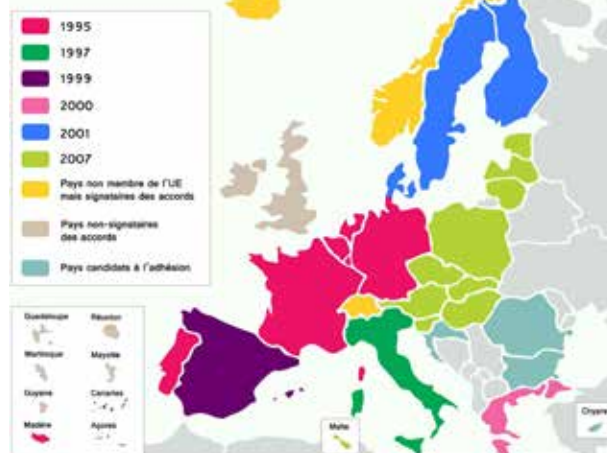 1995
1997
1999
2000
2001
2007
Pays non membre de l'UE
mais signataires des accords
Pays non-signataires
des accords
Pays candidats à l'adhésion
Guadeloupe
Réunion
Martinique
Mayotte
Guyane
Canaries
Madère
Açores
Malte
Chypre